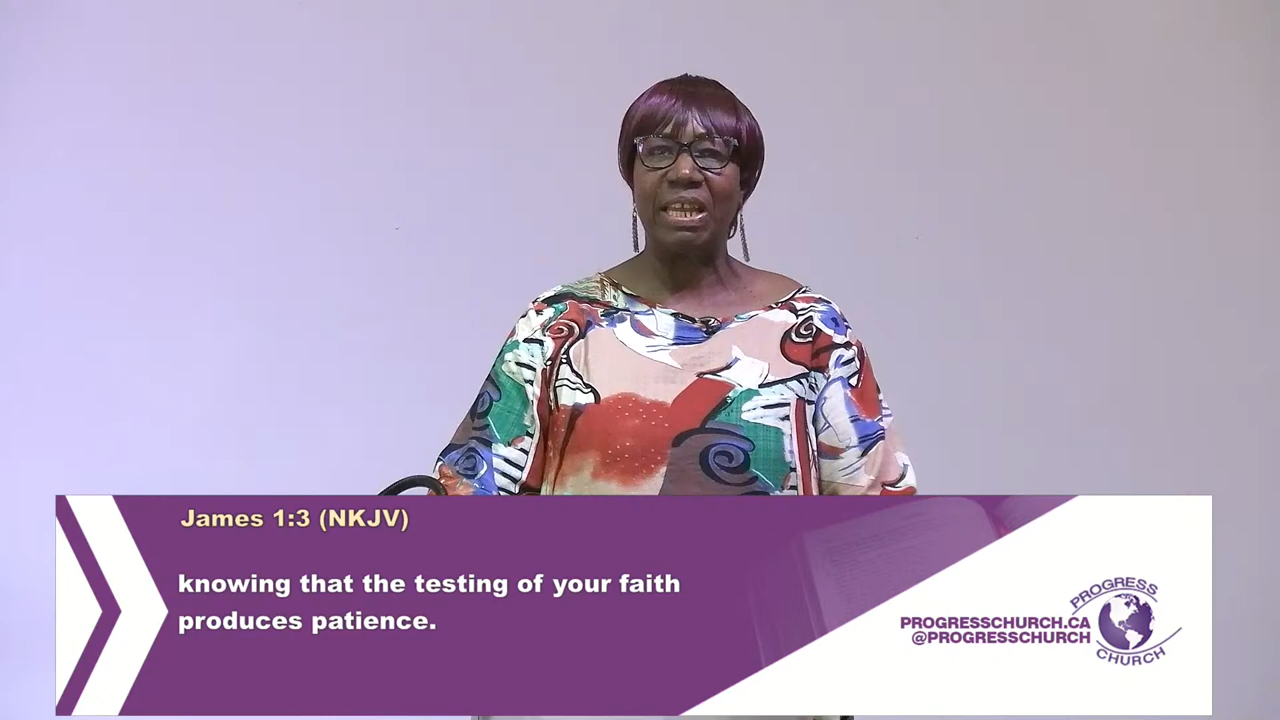 James 1:3 (NKJV)
knowing that the testing of your faith
produces patience.
PROGRESSCHURCH.CA
@PROGRESSCHURCH
PROGRESS
CHURCH